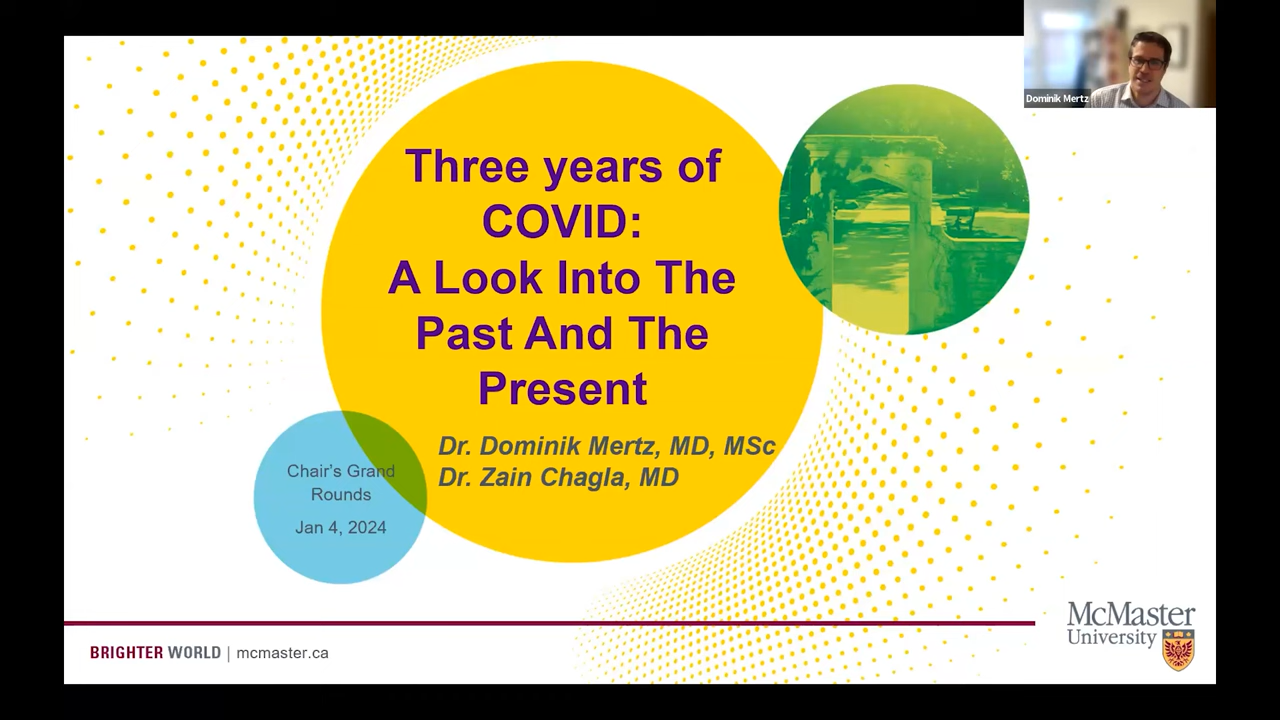 Dominik Mertz
Three years of
COVID:
A Look Into The
Past And The
Present
Dr. Dominik Mertz, MD, MSc
Dr. Zain Chagla, MD
Chair's Grand
Rounds
Jan 4, 2024
McMaster
University
BRIGHTER WORLD | mcmaster.ca